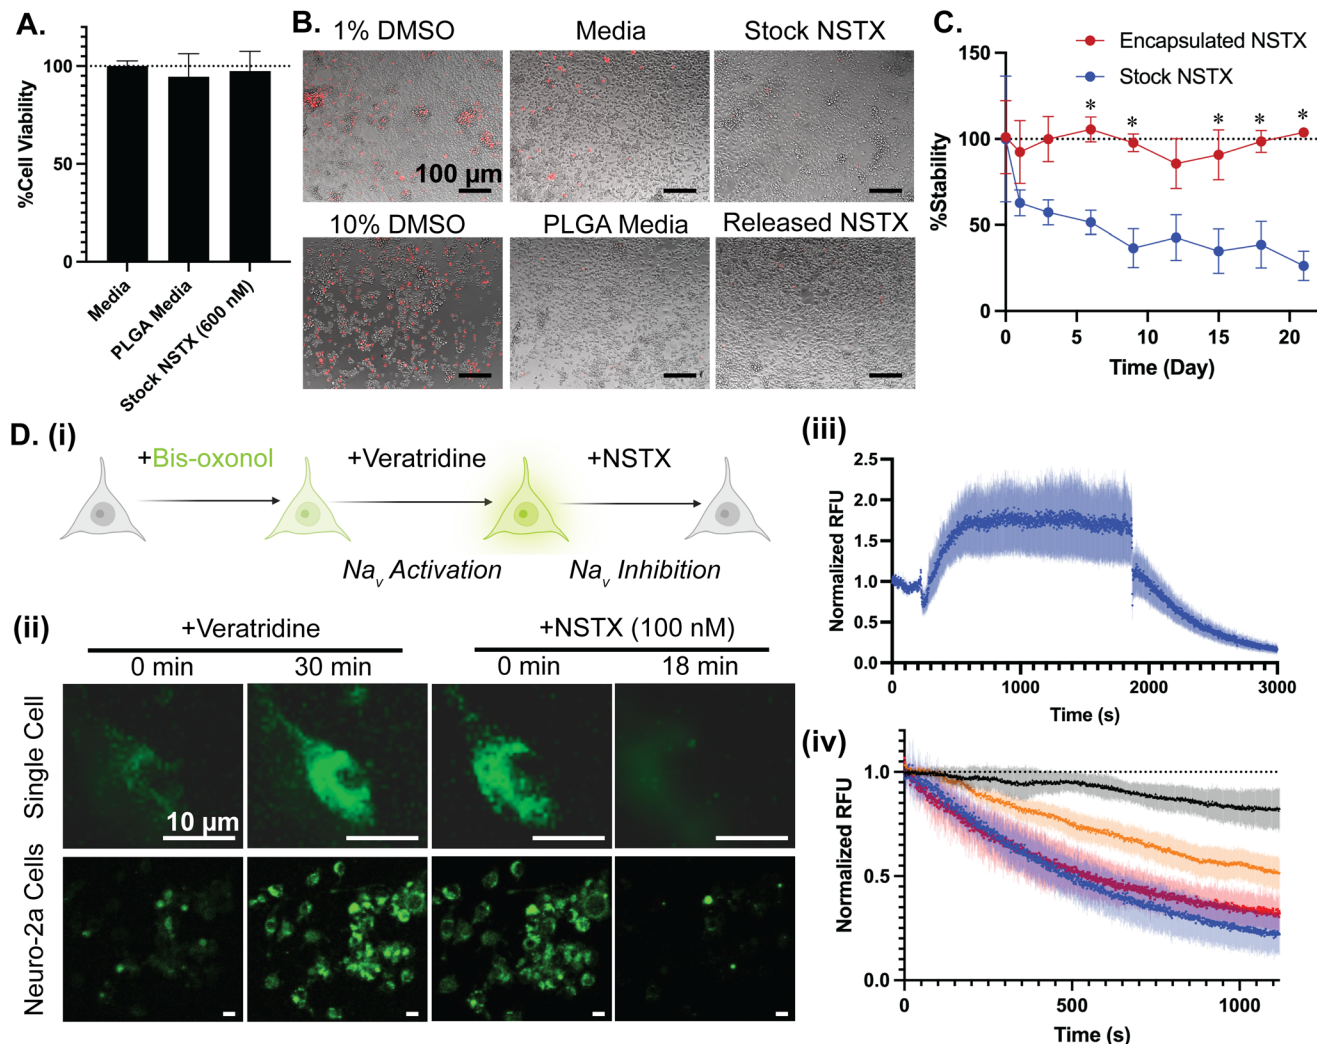 A.
%Cell Viability
100
50
0
Media
PLGA Media
Stock NSTX (600 nM)
B.
1% DMSO
Media
Stock NSTX
100 µm
10% DMSO
PLGA Media
Released NSTX
C.
Encapsulated NSTX
Stock NSTX
%Stability
150
100
50
0
* * * * *
0 5 10 15 20
Time (Day)
D. (i)
+Bis-oxonol
+Veratridine
+NSTX
Nav Activation
Nav Inhibition
(ii)
+Veratridine
+NSTX (100 nM)
0 min
30 min
0 min
18 min
Single Cell
10 µm
Neuro-2a Cells
(iii)
Normalized RFU
2.5
2.0
1.5
1.0
0.5
0.0
0 1000 2000 3000
Time (s)
(iv)
Normalized RFU
1.0
0.5
0.0
0 500 1000
Time (s)